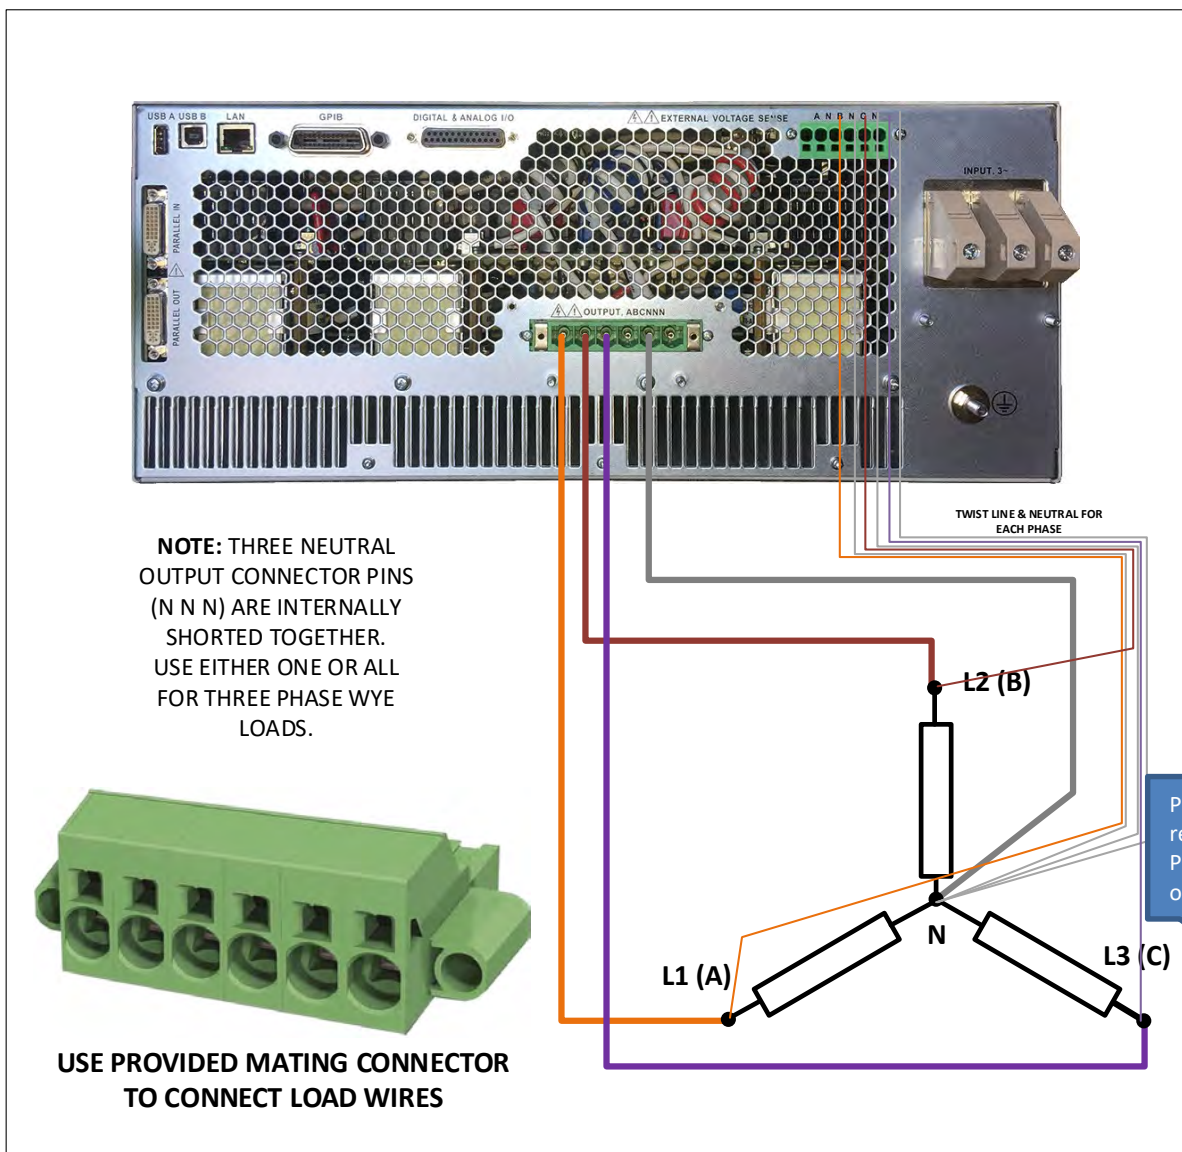 USB A USB B LAN GPIB DIGITAL & ANALOG I/O EXTERNAL VOLTAGE SENSE A N B N C N
INPUT. 3~
PARALLEL IN
PARALLEL OUT
OUTPUT, ABCNNN
TWIST LINE & NEUTRAL FOR
EACH PHASE
NOTE: THREE NEUTRAL
OUTPUT CONNECTOR PINS
(N N N) ARE INTERNALLY
SHORTED TOGETHER.
USE EITHER ONE OR ALL
FOR THREE PHASE WYE
LOADS.
L2 (B)
N
L1 (A)
L3 (C)
USE PROVIDED MATING CONNECTOR
TO CONNECT LOAD WIRES